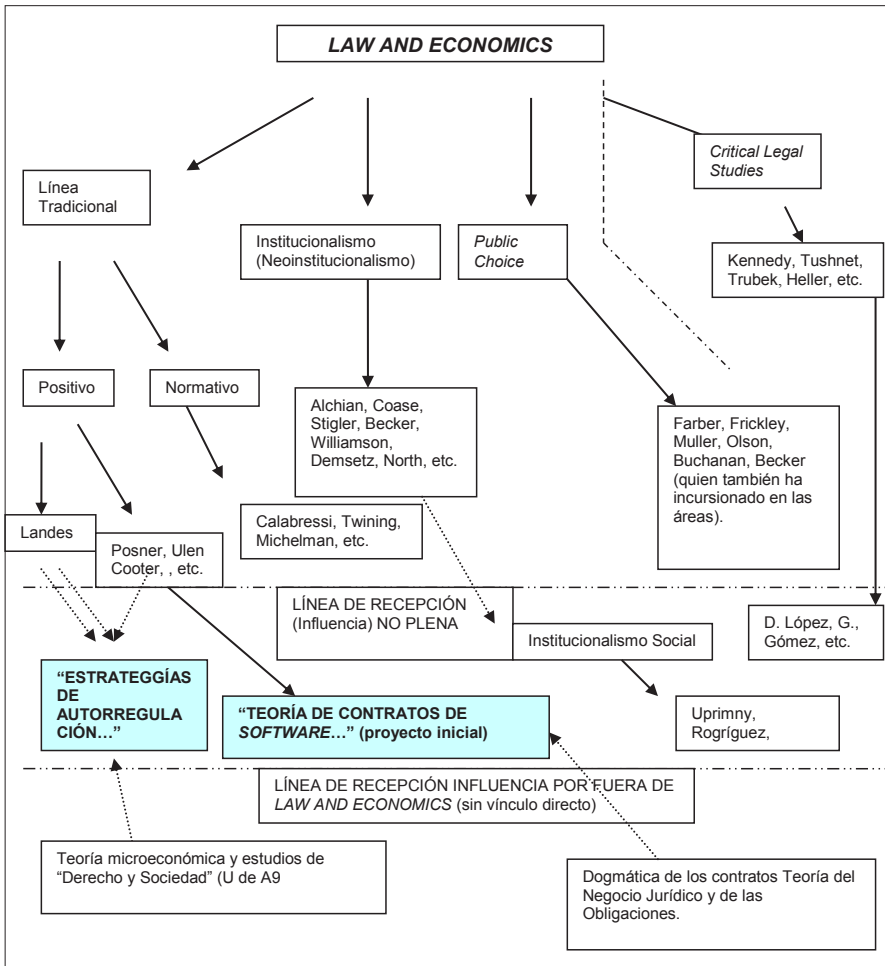 LAW AND ECONOMICS
Critical Legal
Studies
Línea
Tradicional
Institucionalismo
(Neoinstitucionalismo)
Public
Choice
Kennedy, Tushnet,
Trubek, Heller, etc.
Positivo
Normativo
Alchian, Coase,
Stigler, Becker,
Williamson,
Demsetz, North, etc.
Farber, Frickley,
Muller, Olson,
Buchanan, Becker
(quien también ha
incursionado en las
áreas).
Landes
Posner, Ulen
Cooter, , etc.
Calabressi, Twining,
Michelman, etc.
LÍNEA DE RECEPCIÓN
(Influencia) NO PLENA
Institucionalismo Social
D. López, G.,
Gómez, etc.
“ESTRATEGGÍAS
DE
AUTORREGULA
CIÓN...”
“TEORÍA DE CONTRATOS DE
SOFTWARE...” (proyecto inicial)
Uprimny,
Rogríguez,
LÍNEA DE RECEPCIÓN INFLUENCIA POR FUERA DE
LAW AND ECONOMICS (sin vínculo directo)
Teoría microeconómica y estudios de
“Derecho y Sociedad” (U de A9
Dogmática de los contratos Teoría del
Negocio Jurídico y de las
Obligaciones.